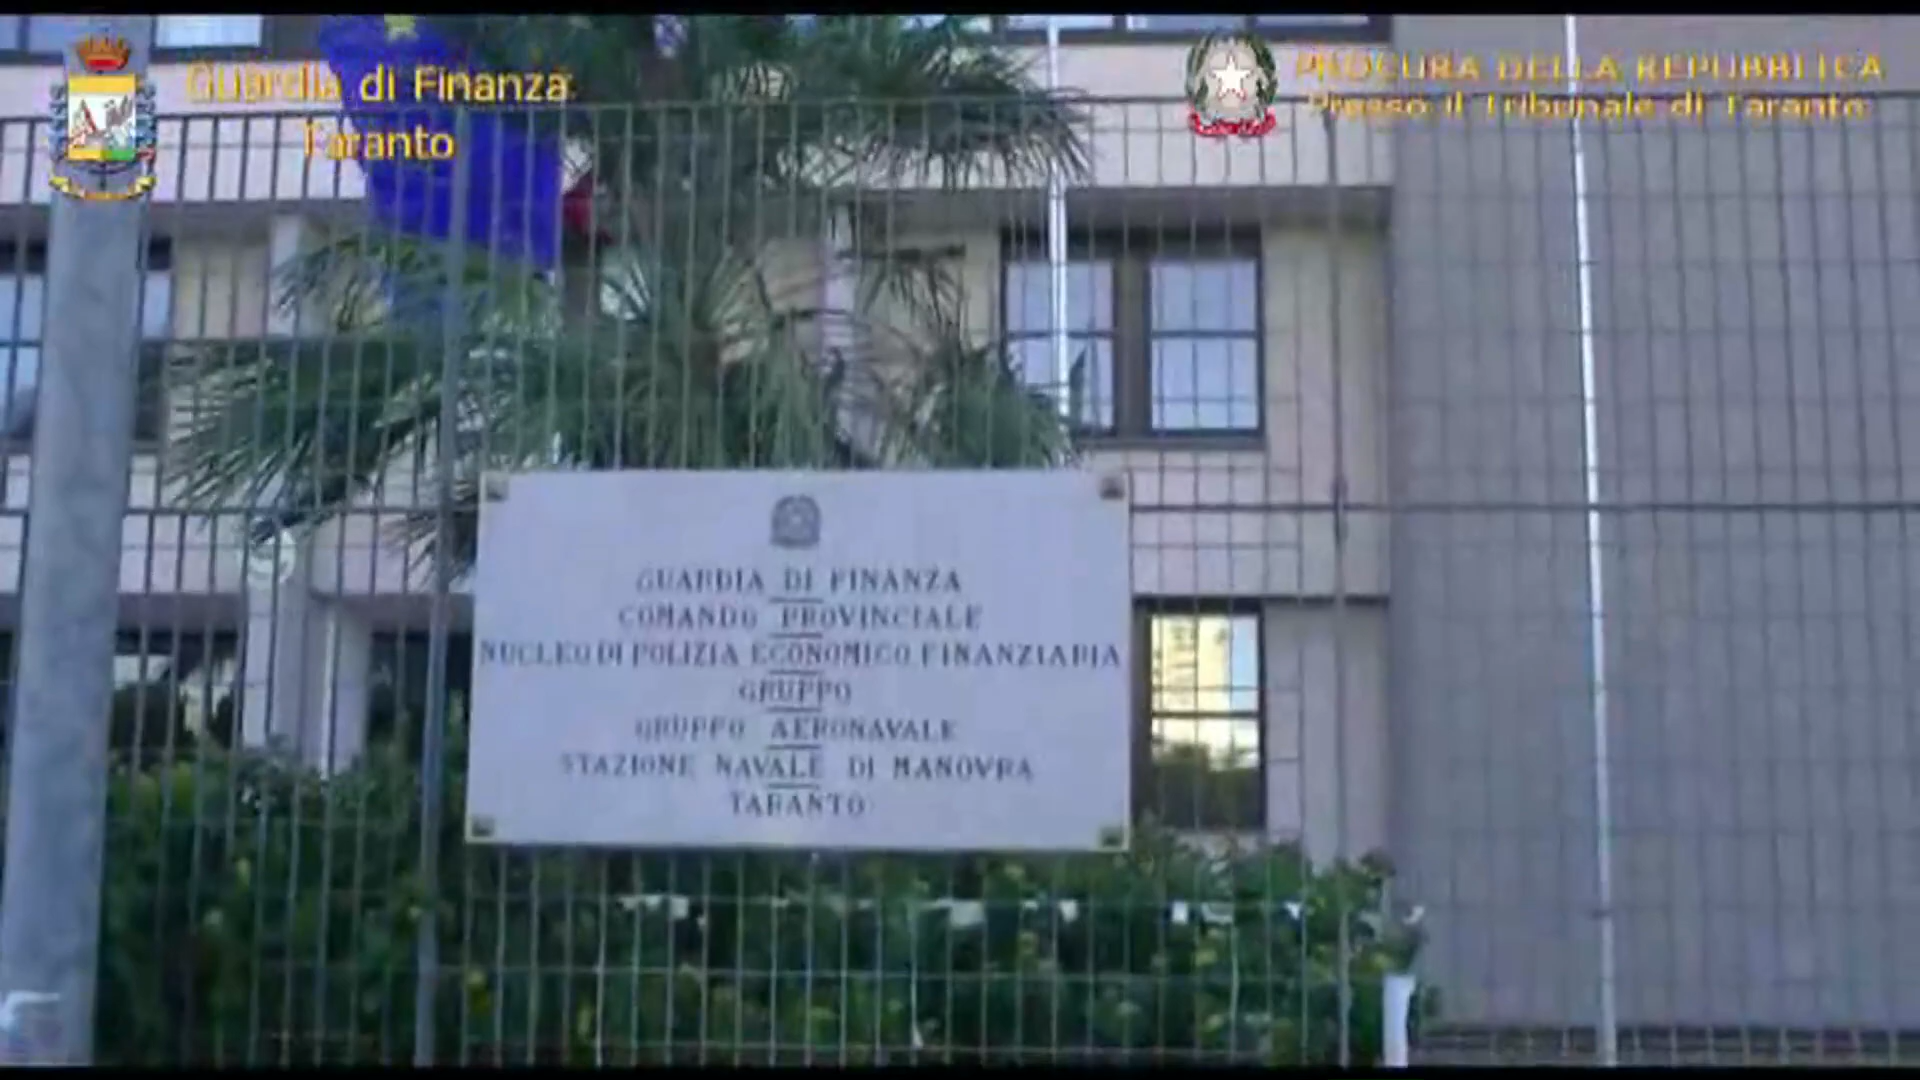 Guardia di Finanza
Taranto
PROCURA DELLA REPUBBLICA
Presso il Tribunale di Taranto
GUARDIA DI FINANZA
COMANDO PROVINCIALE
NUCLEO DI POLIZIA ECONOMICO FINANZIARIA
GRUPPO
GRUPPO AERONAVALE
STAZIONE NAVALE DI MANOVRA
TARANTO